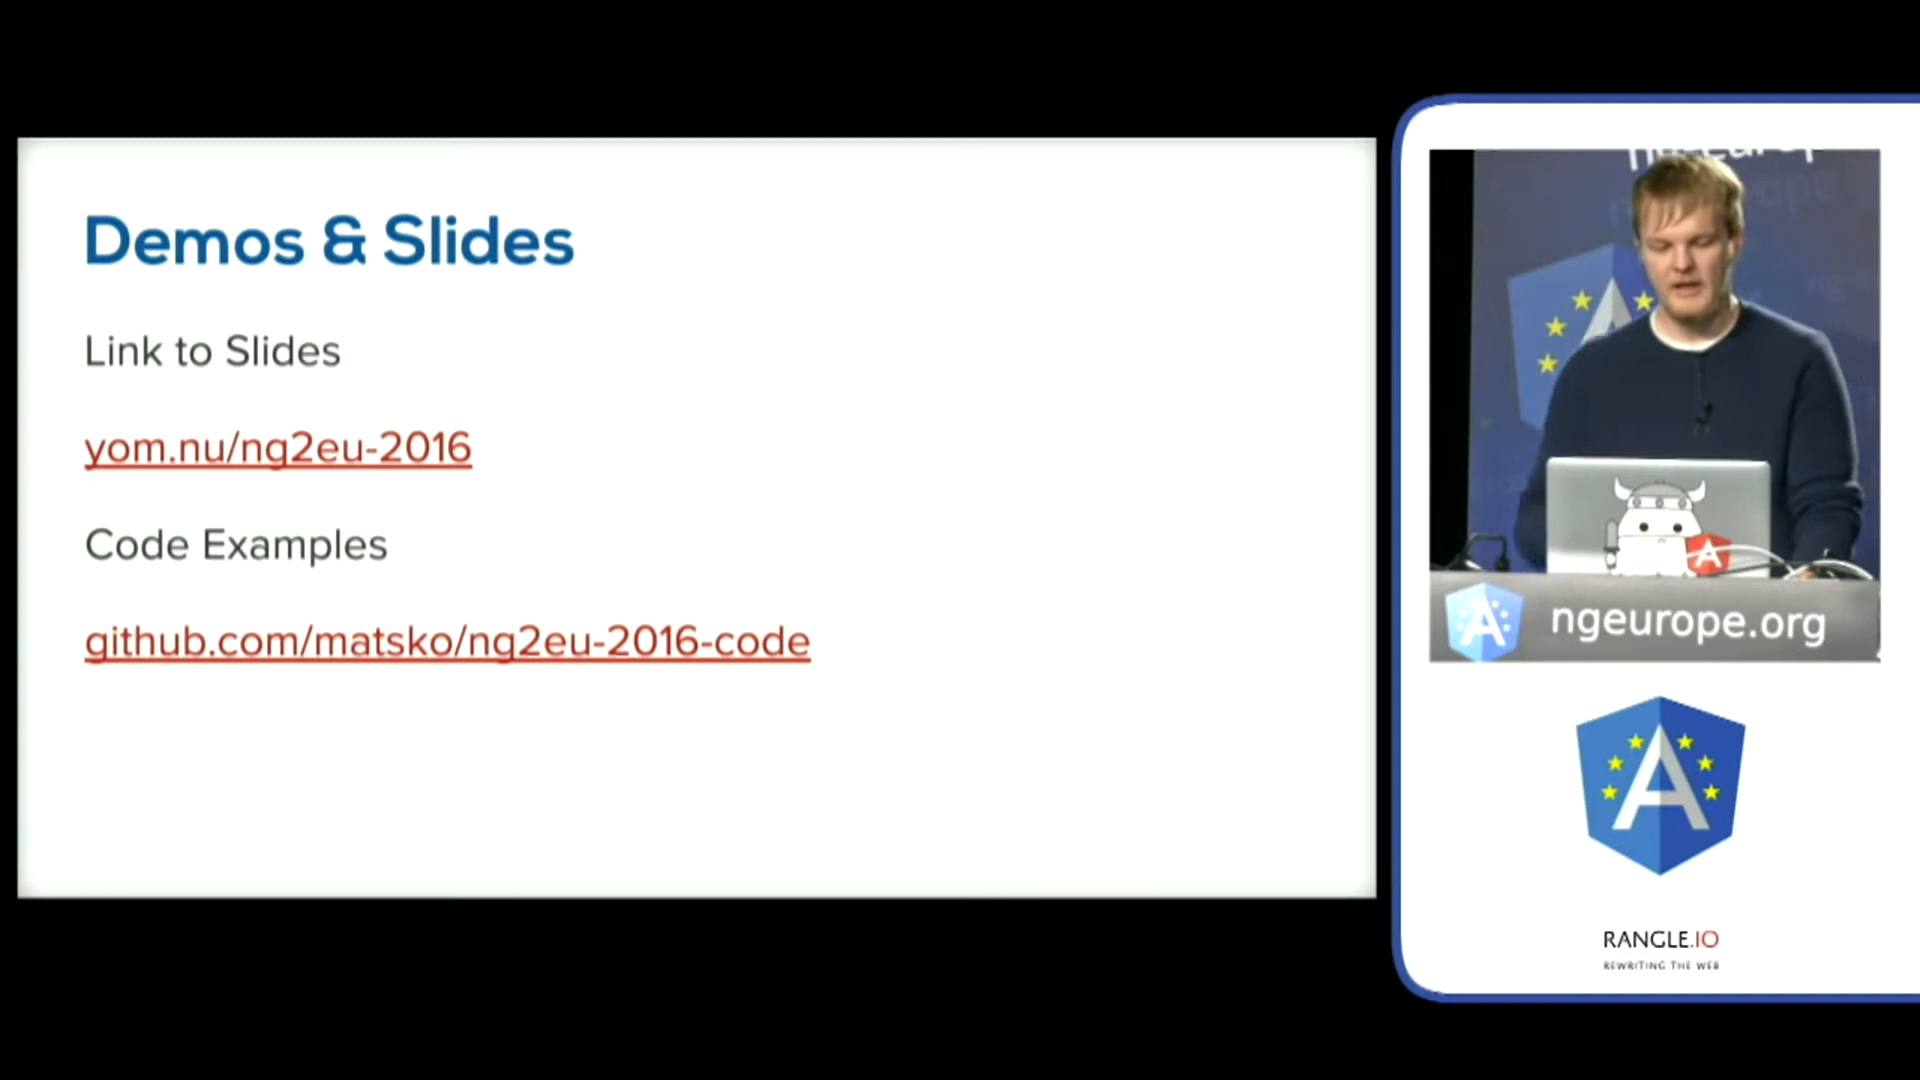 Demos & Slides
Link to Slides
yom.nu/ng2eu-2016
Code Examples
github.com/matsko/ng2eu-2016-code
ngeurope.org
RANGLE.IO
REWRITING THE WEB